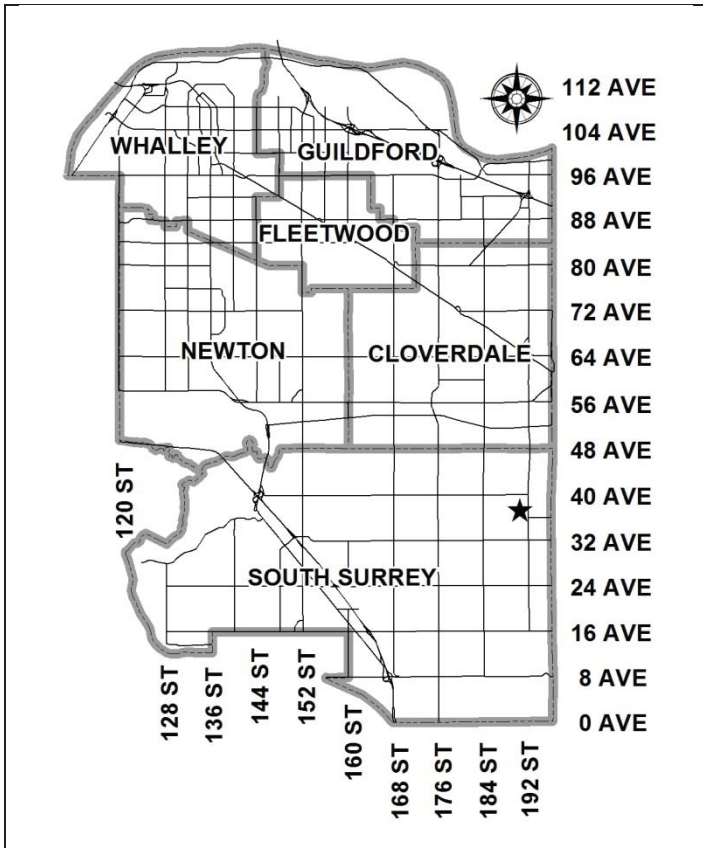 112 AVE
104 AVE
WHALLEY
GUILDFORD
96 AVE
88 AVE
FLEETWOOD
80 AVE
72 AVE
NEWTON
CLOVERDALE
64 AVE
56 AVE
48 AVE
120 ST
40 AVE
32 AVE
SOUTH SURREY
24 AVE
16 AVE
128 ST
136 ST
144 ST
152 ST
160 ST
8 AVE
0 AVE
168 ST
176 ST
184 ST
192 ST